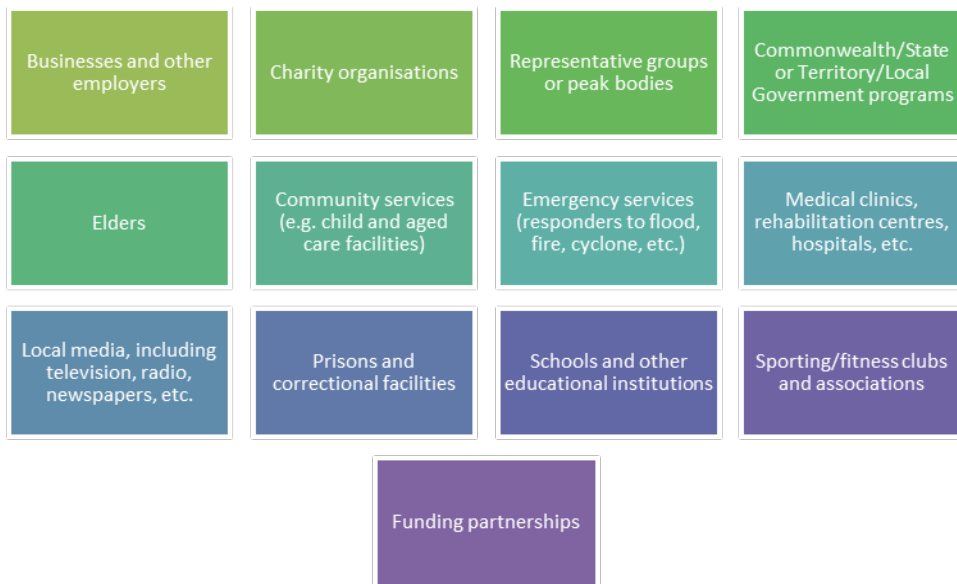 Businesses and other
employers
Charity organisations
Representative groups
or peak bodies
Commonwealth/State
or Territory/Local
Government programs
Elders
Community services
(e.g. child and aged
care facilities)
Emergency services
(responders to flood,
fire, cyclone, etc.)
Medical clinics,
rehabilitation centres,
hospitals, etc.
Local media, including
television, radio,
newspapers, etc.
Prisons and
correctional facilities
Schools and other
educational institutions
Sporting/fitness clubs
and associations
Funding partnerships